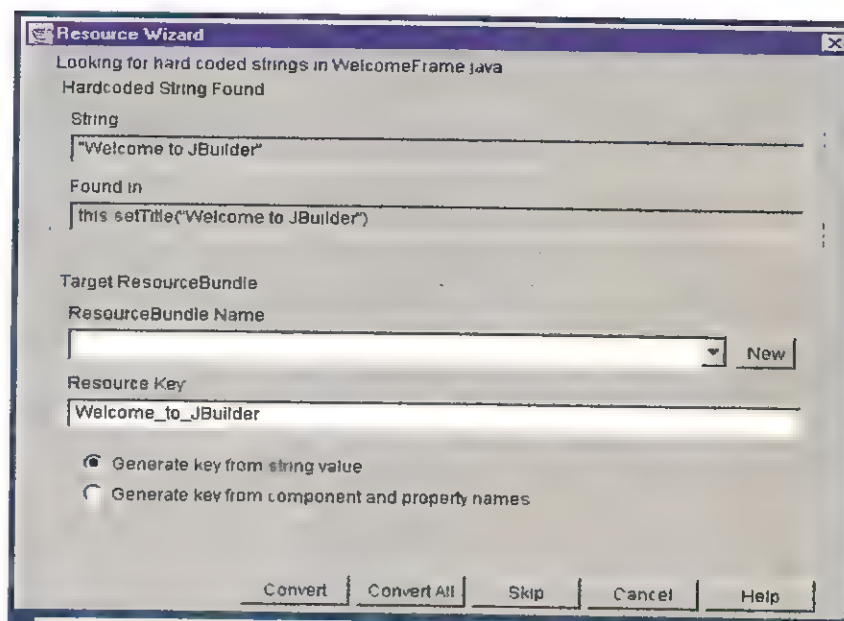 Resource Wizard
Looking for hard coded strings in WelcomeFrame java
Hardcoded String Found
String
"Welcome to JBuilder"
Found in
this setTitle("Welcome to JBuilder")
Target ResourceBundle
ResourceBundle Name
New
Resource Key
Welcome_to_JBuilder
Generate key from string value
Generate key from component and property names
Convert Convert All Skip Cancel Help